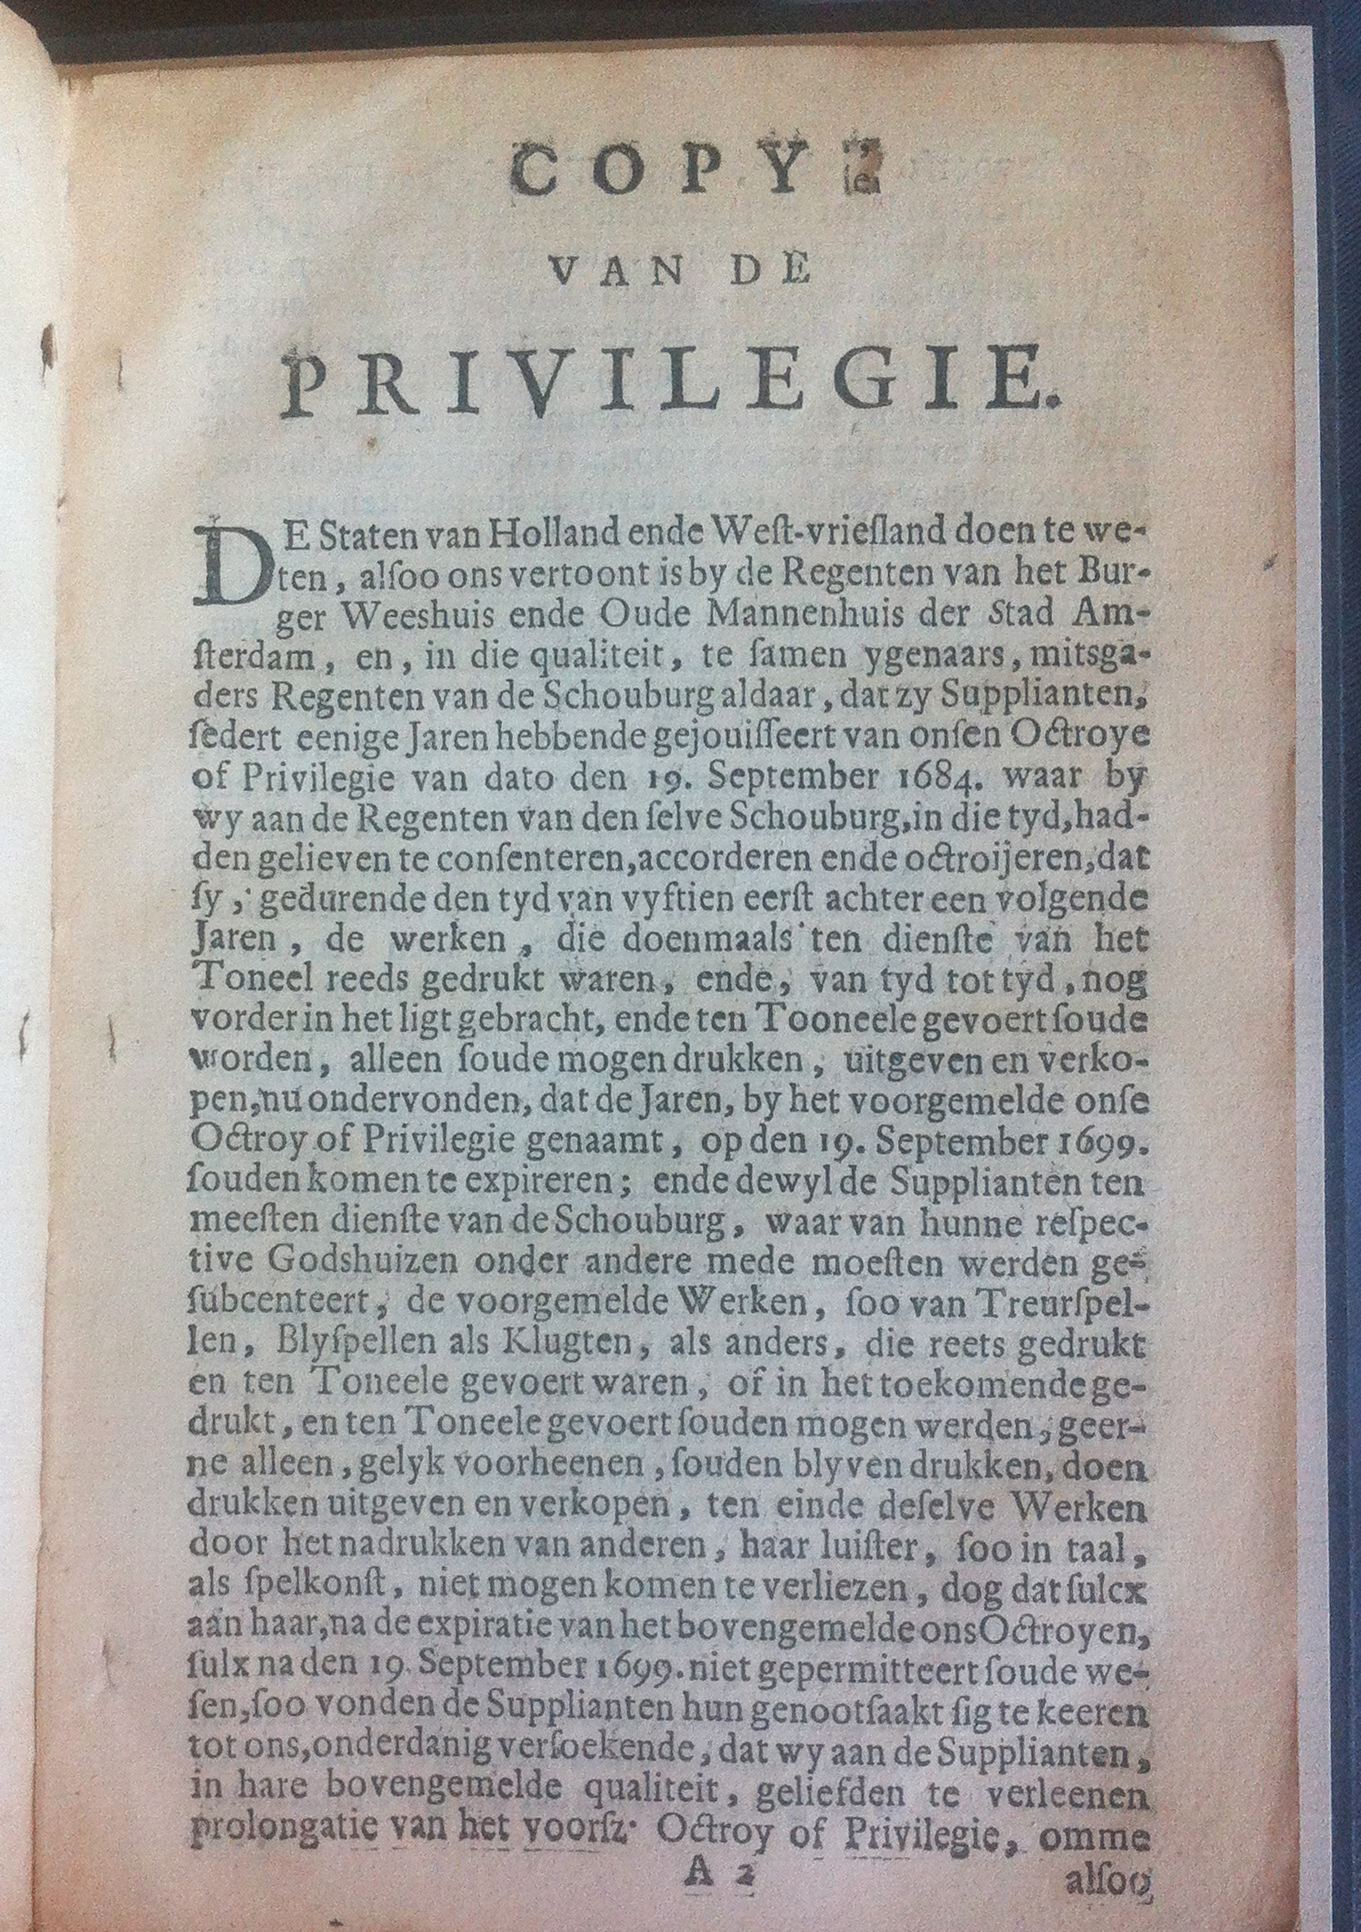 COPYE
VAN DE
PRIVILEGIE.
DE Staten van Holland ende Weſt-vrieſland doen te we-
ten, alſoo ons vertoont is by de Regenten van het Bur-
ger Weeshuis ende Oude Mannenhuis der Stad Am-
ſterdam, en, in die qualiteit, te ſamen ygenaars, mitsga-
ders Regenten van de Schouburg aldaar, dat zy Supplianten,
ſedert eenige Jaren hebbende gejouiſſeert van onſen Octroye
of Privilegie van dato den 19. September 1684. waar by
wy aan de Regenten van den ſelve Schouburg, in die tyd, had-
den gelieven te conſenteren, accorderen ende octroijeren, dat
ſy, gedurende den tyd van vyftien eerſt achter een volgende
Jaren, de werken, die doenmaals ten dienſte van het
Toneel reeds gedrukt waren, ende, van tyd tot tyd, nog
vorder in het ligt gebracht, ende ten Tooneele gevoert ſoude
worden, alleen ſoude mogen drukken, uitgeven en verko-
pen, nu ondervonden, dat de Jaren, by het voorgemelde onſe
Octroy of Privilegie genaamt, op den 19. September 1699.
ſouden komen te expireren; ende dewyl de Supplianten ten
meeſten dienſte van de Schouburg, waar van hunne reſpec-
tive Godshuizen onder andere mede moeſten werden ge-
ſubcenteert, de voorgemelde Werken, ſoo van Treurſpel-
len, Blyſpellen als Klugten, als anders, die reets gedrukt
en ten Toneele gevoert waren, of in het toekomende ge-
drukt, en ten Toneele gevoert ſouden mogen werden, geer-
ne alleen, gelyk voorheenen, ſouden blyven drukken, doen
drukken uitgeven en verkopen, ten einde deſelve Werken
door het nadrukken van anderen, haar luiſter, ſoo in taal,
als ſpelkonſt, niet mogen komen te verliezen, dog dat ſulcx
aan haar, na de expiratie van het bovengemelde ons Octroyen,
ſulx na den 19. September 1699. niet gepermitteert ſoude we-
ſen, ſoo vonden de Supplianten hun genootſaakt ſig te keeren
tot ons, onderdanig verſoekende, dat wy aan de Supplianten,
in hare bovengemelde qualiteit, geliefden te verleenen
prolongatie van het voorſz. Octroy of Privilegie, omme
A 2
alſoo